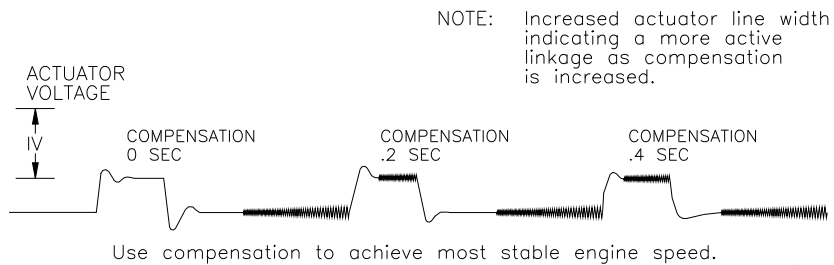 NOTE: Increased actuator line width
indicating a more active
linkage as compensation
is increased.
ACTUATOR
VOLTAGE
1V
COMPENSATION
0 SEC
COMPENSATION
.2 SEC
COMPENSATION
.4 SEC
Use compensation to achieve most stable engine speed.